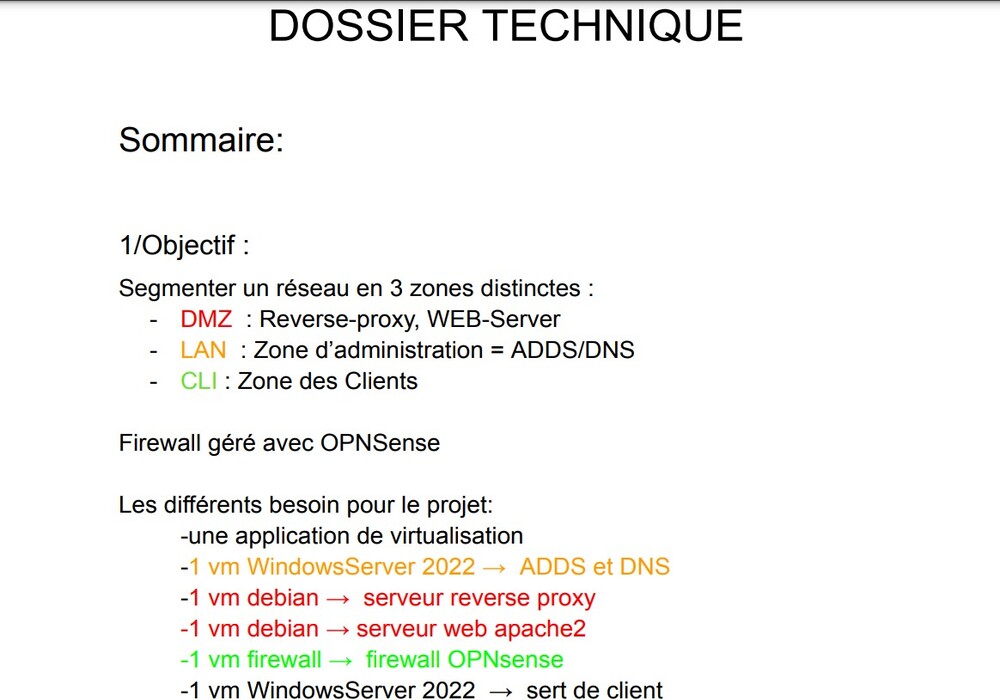 DOSSIER TECHNIQUE
Sommaire:
1/Objectif :
Segmenter un réseau en 3 zones distinctes :
- DMZ : Reverse-proxy, WEB-Server
- LAN : Zone d’administration = ADDS/DNS
- CLI : Zone des Clients
Firewall géré avec OPNSense
Les différents besoin pour le projet:
-une application de virtualisation
-1 vm WindowsServer 2022 → ADDS et DNS
-1 vm debian → serveur reverse proxy
-1 vm debian → serveur web apache2
-1 vm firewall → firewall OPNsense
-1 vm WindowsServer 2022 → sert de client